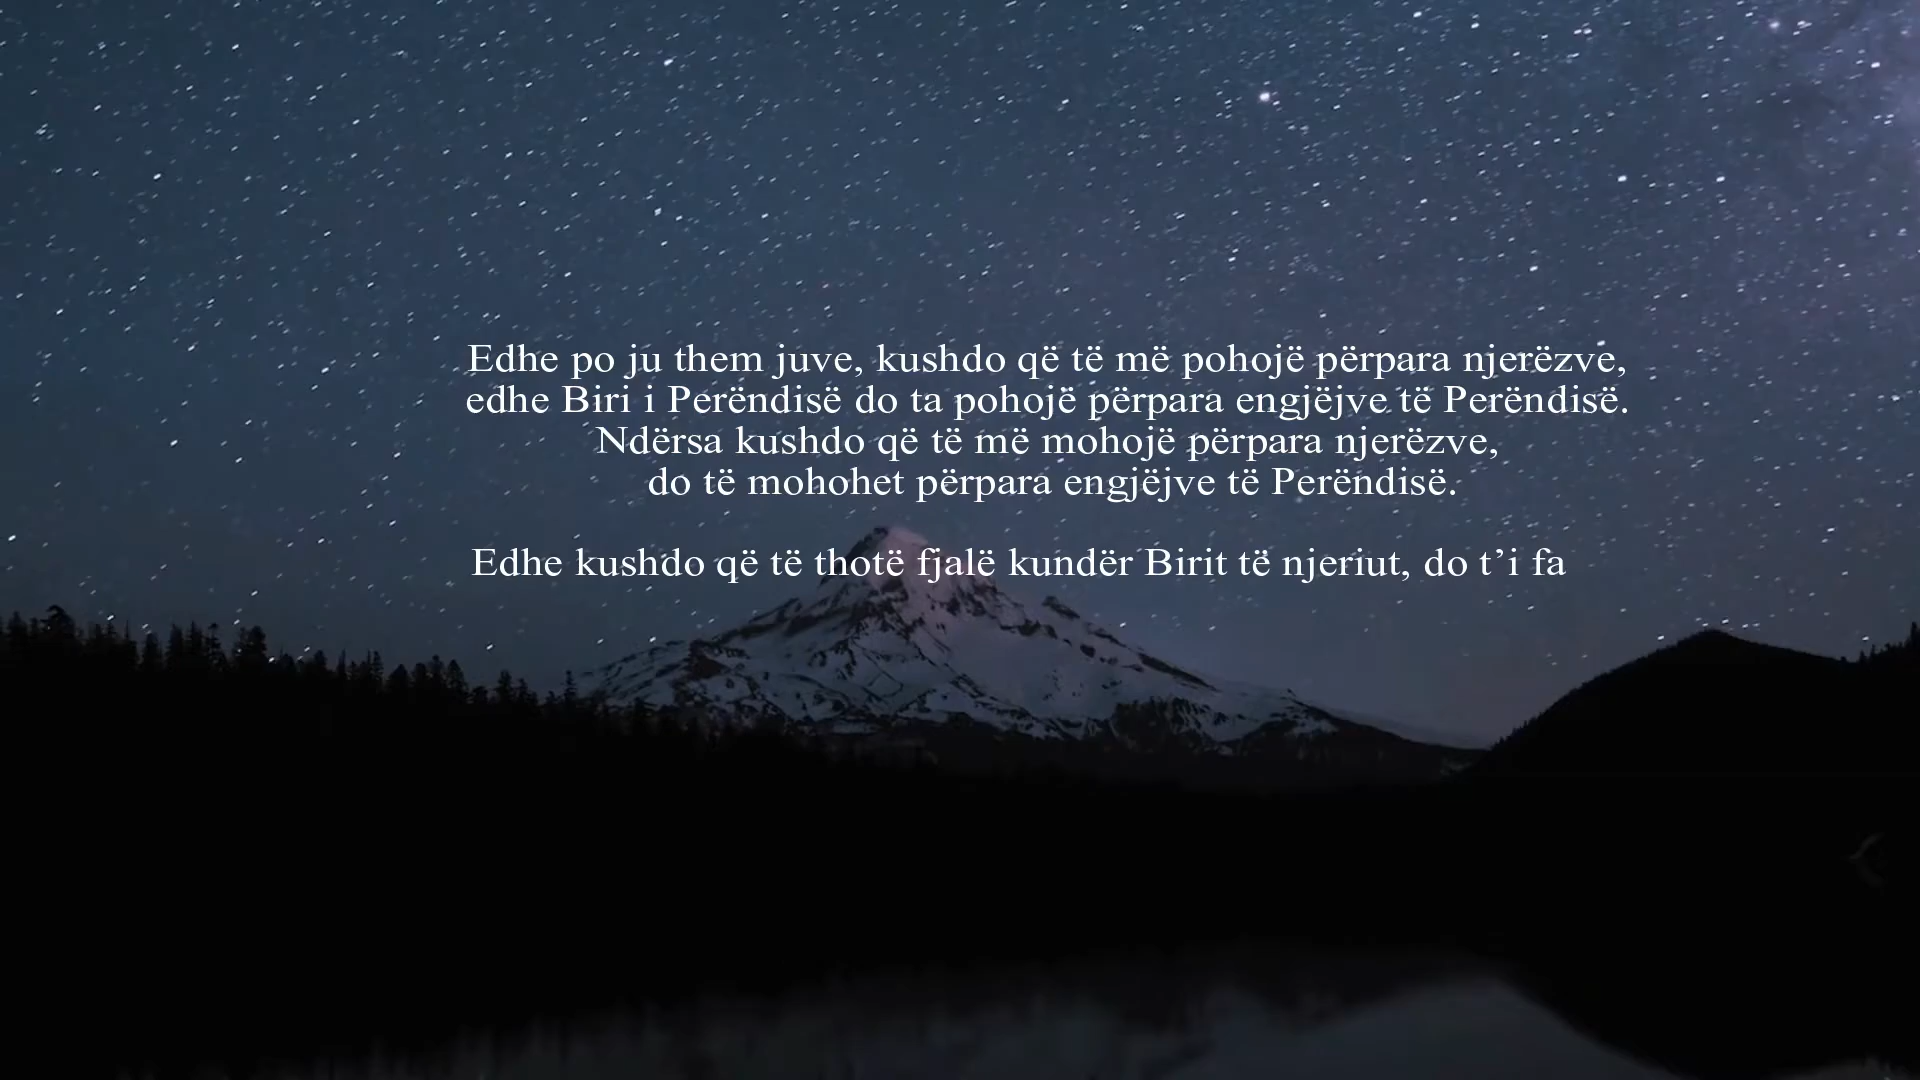 Edhe po ju them juve, kushdo që të më pohojë përpara njerëzve,
edhe Biri i Perëndisë do ta pohojë përpara engjëjve të Perëndisë.
Ndërsa kushdo që të më mohojë përpara njerëzve,
do të mohohet përpara engjëjve të Perëndisë.
Edhe kushdo që të thotë fjalë kundër Birit të njeriut, do t’i fa